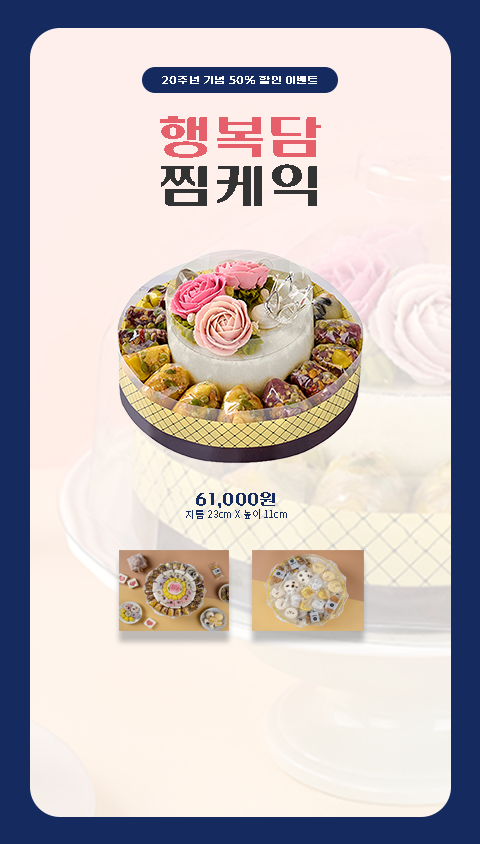 20주년 기념 50% 할인 이벤트
행복담
찜케익
61,000원
지름 23cm X 높이 11cm